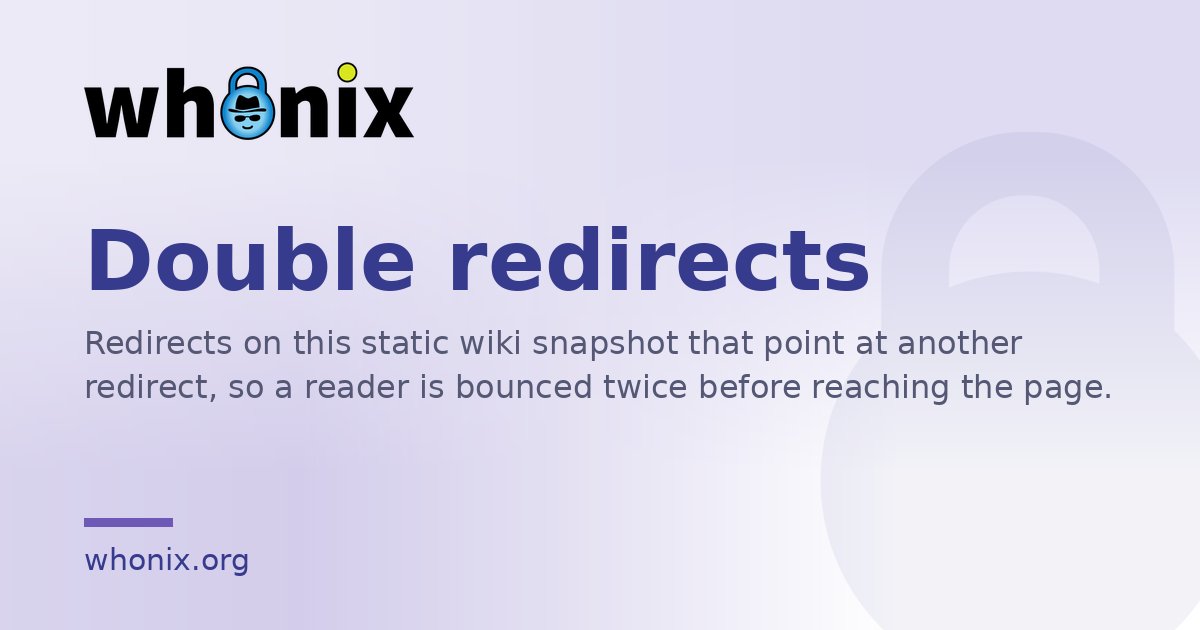 whonix
Double redirects
Redirects on this static wiki snapshot that point at another
redirect, so a reader is bounced twice before reaching the page.
whonix.org